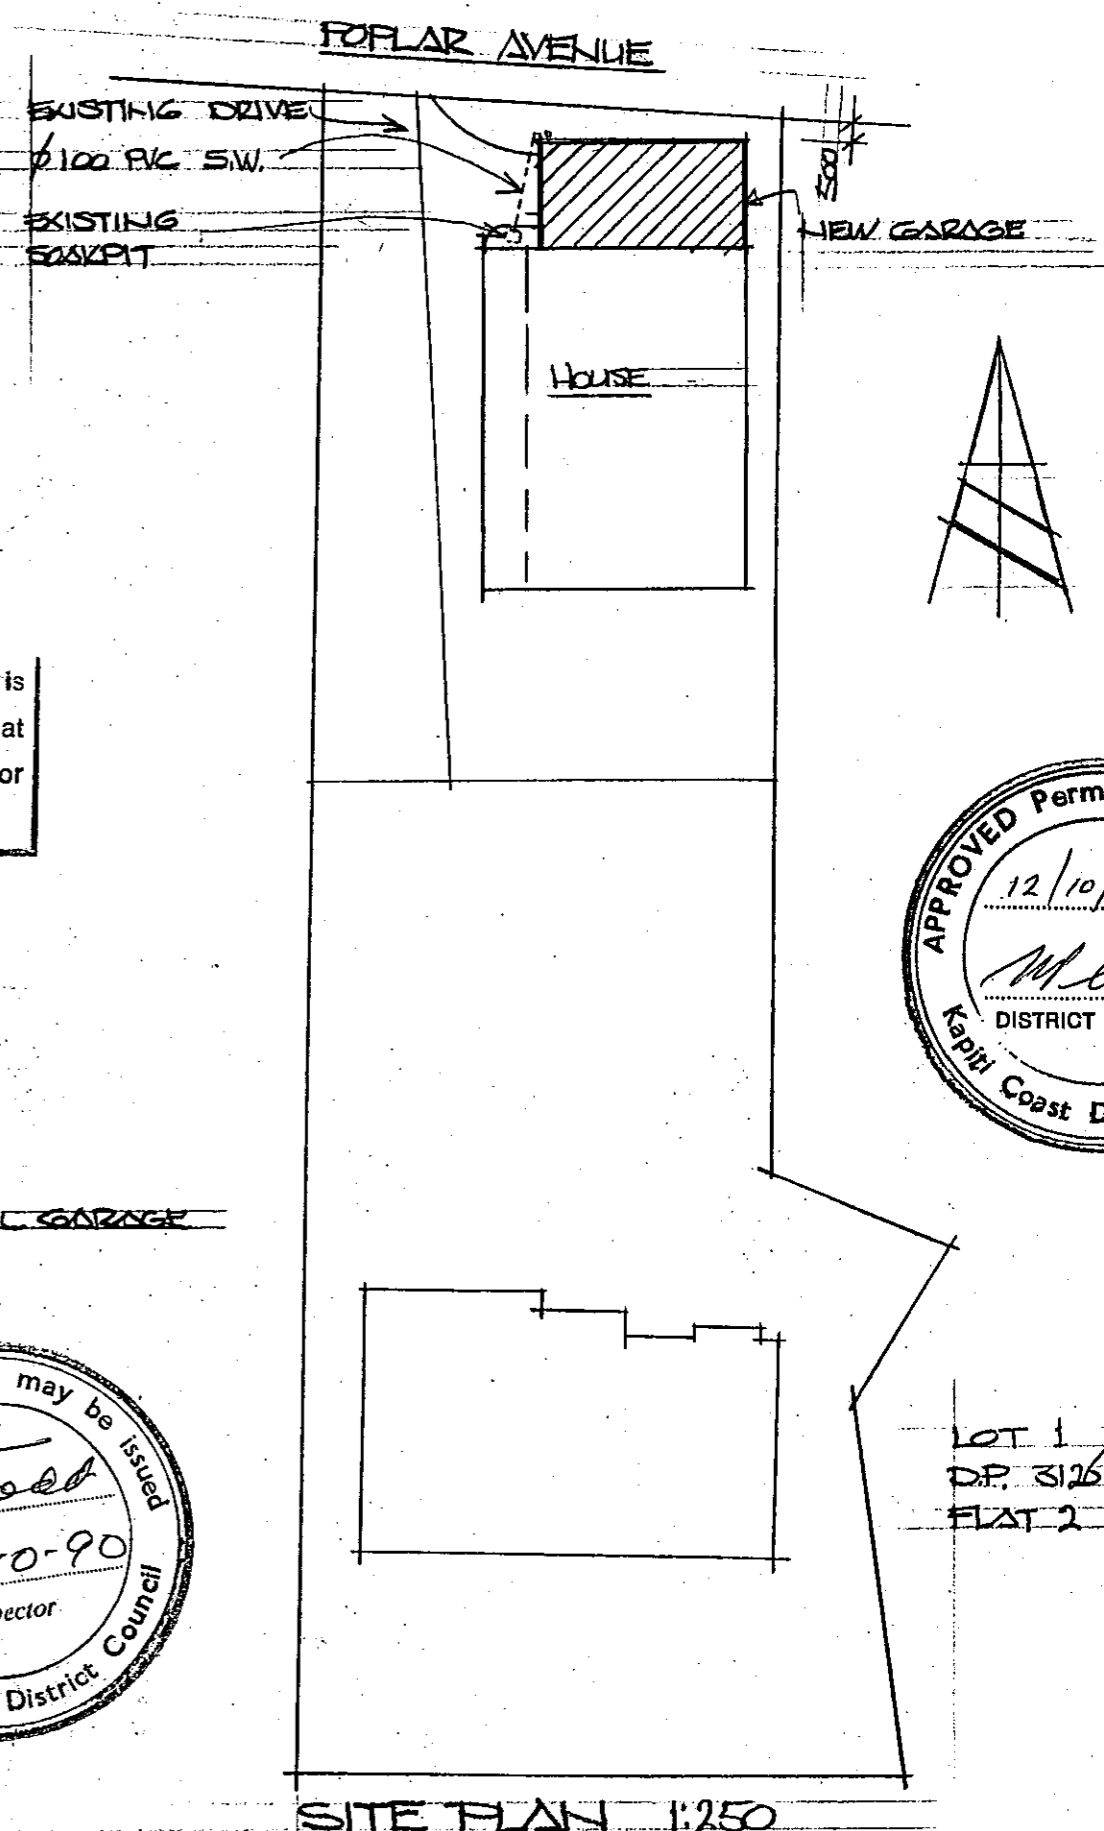 POPLAR AVENUE
EXISTING DRIVE
φ100 PVC S.W.
EXISTING
SOAKPIT
500
NEW GARAGE
HOUSE
is
at
or
APPROVED Perm
12/10/
DISTRICT
Kapiti Coast D
GARAGE
may be issued
0-90
ector
District Council
LOT 1
D.P. 3126
FLAT 2
SITE PLAN 1:250